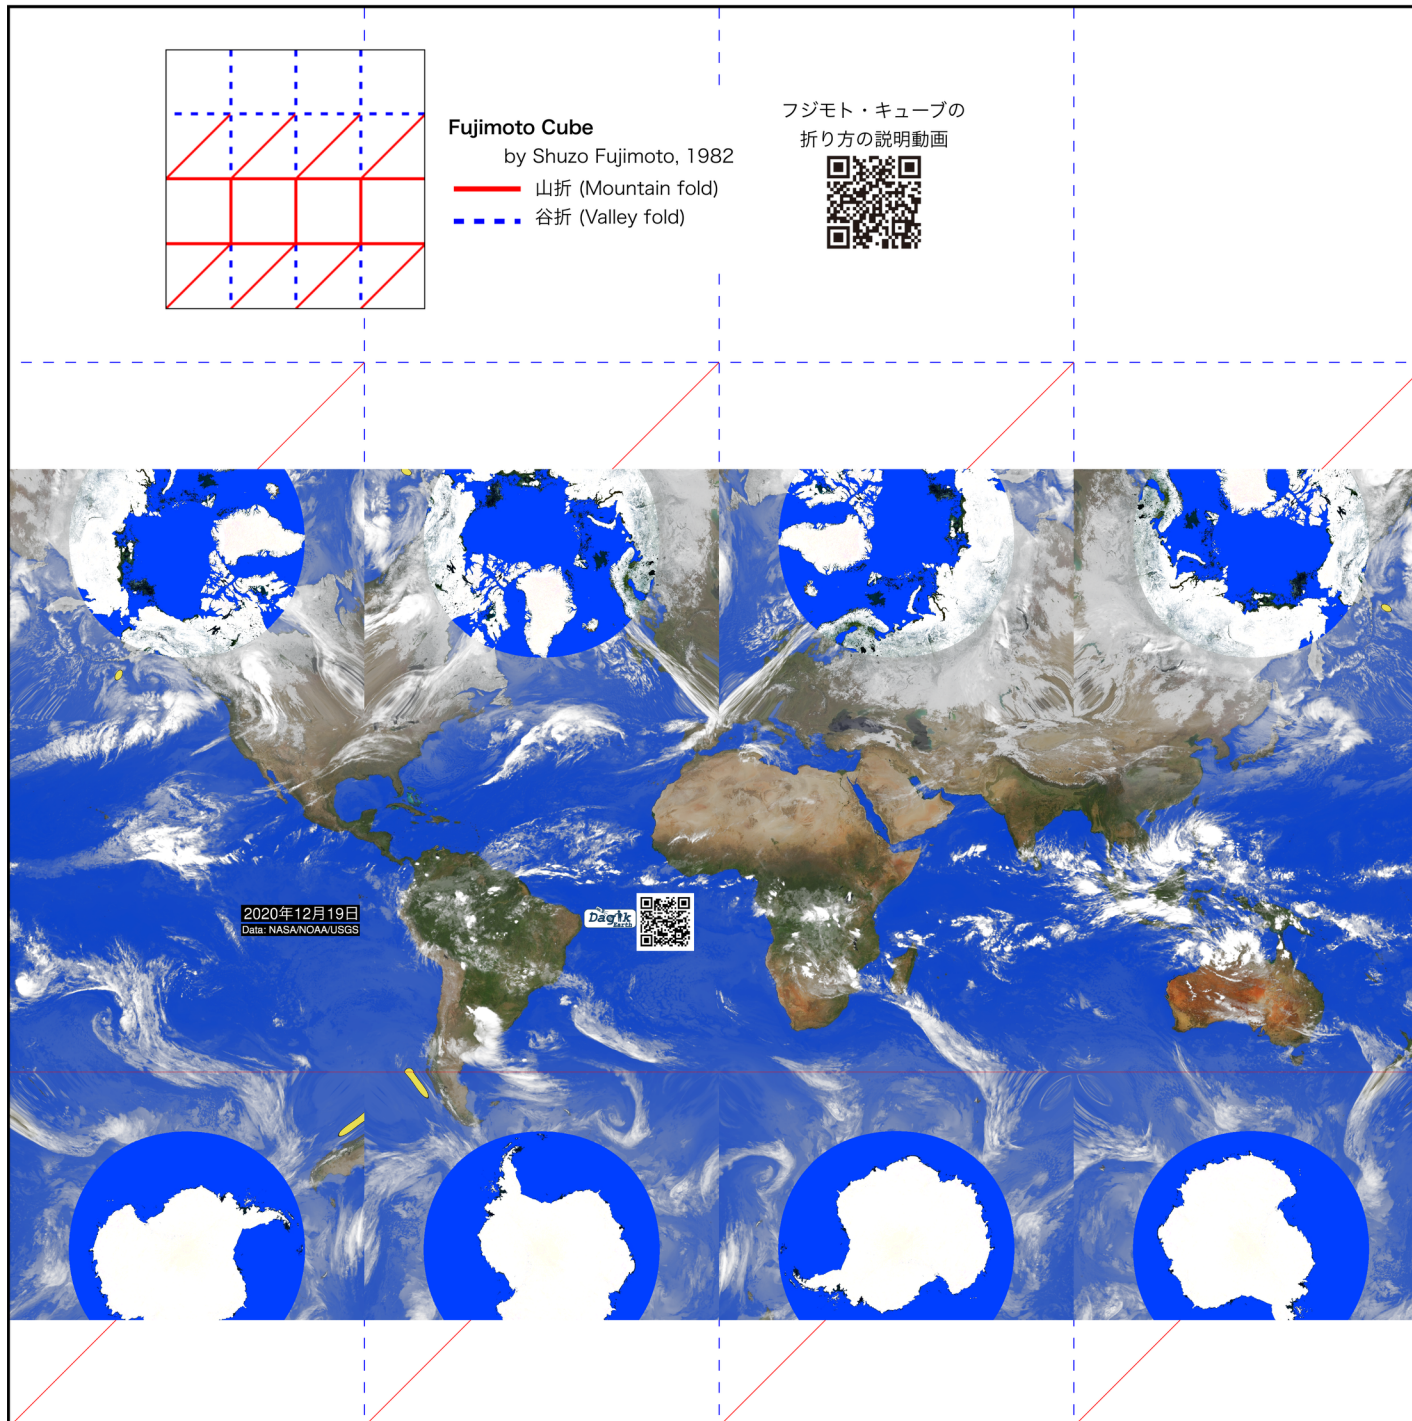 Fujimoto Cube
by Shuzo Fujimoto, 1982
山折 (Mountain fold)
谷折 (Valley fold)
フジモト・キューブの
折り方の説明動画
2020年12月19日
Data: NASA/NOAA/USGS
Dagik
Earth